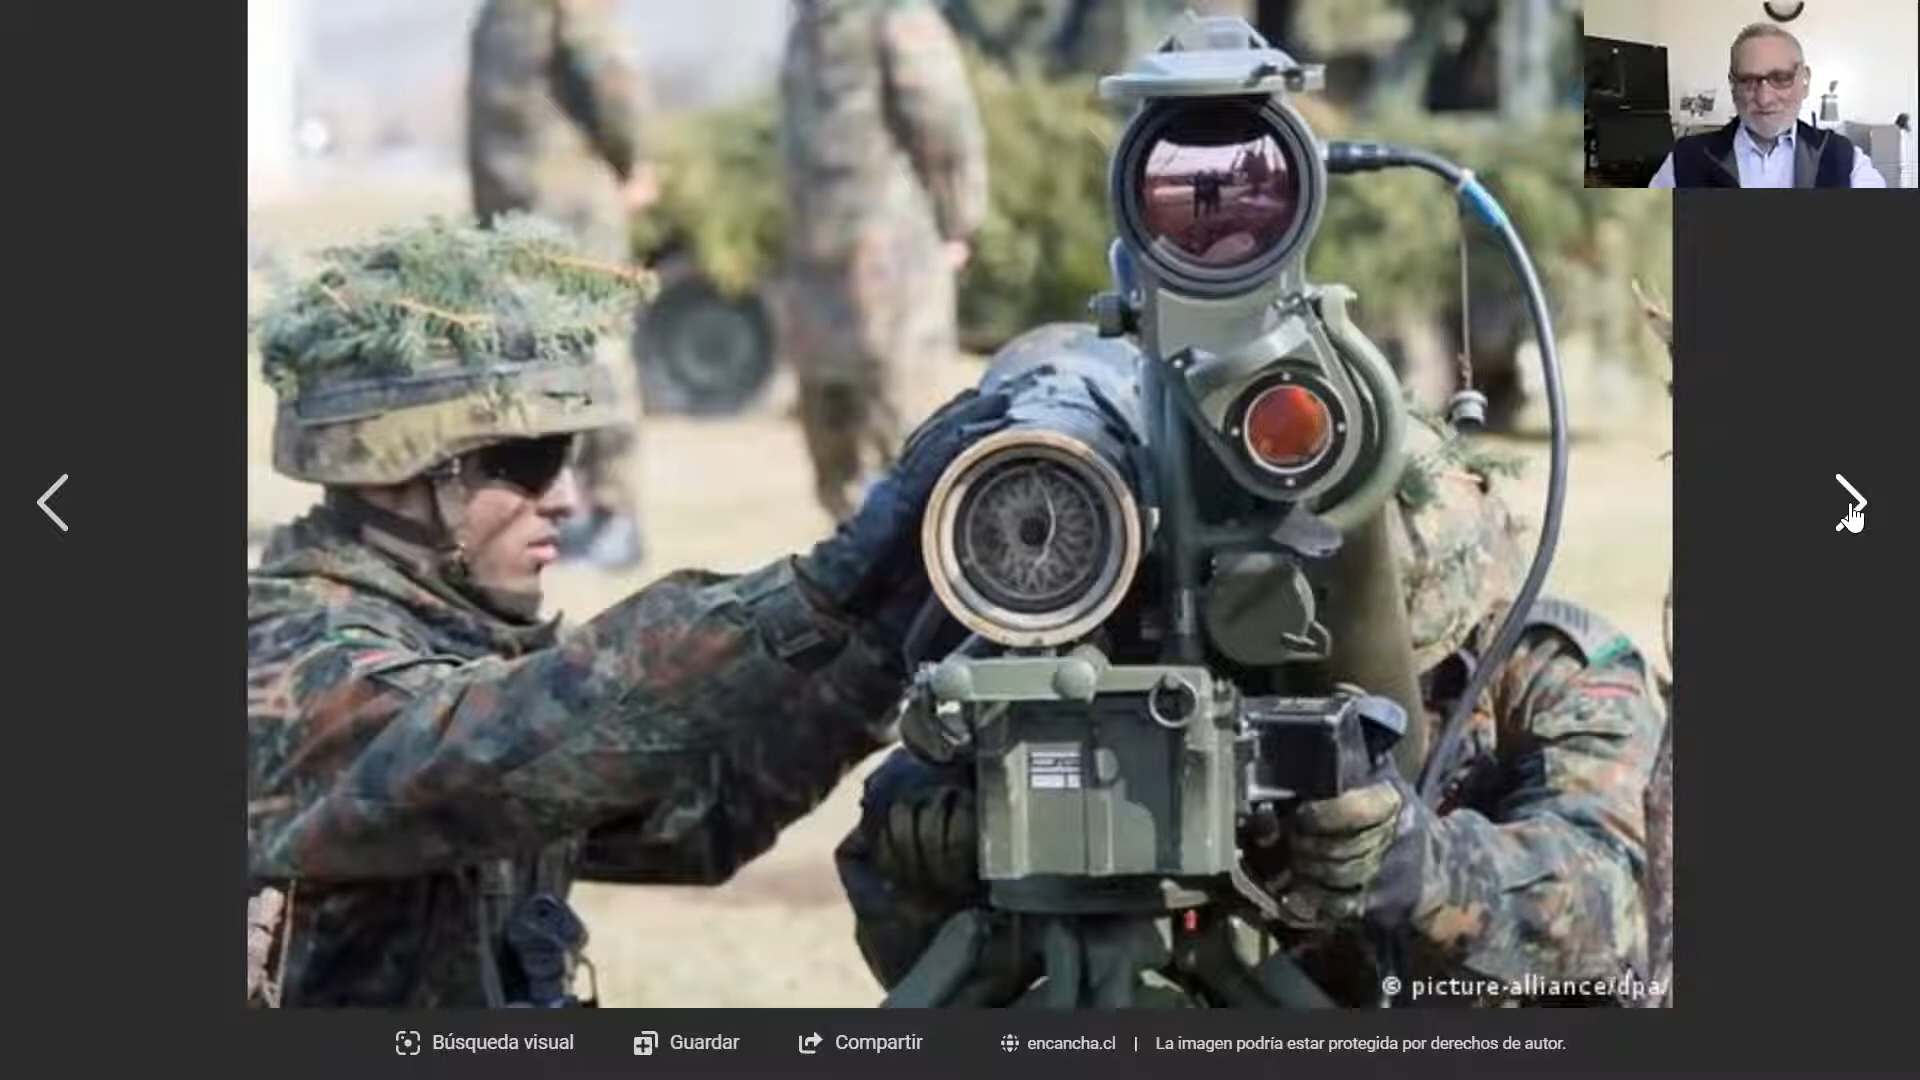 © picture-alliance/dpa/
Búsqueda visual
Guardar
Compartir
encancha.cl | La imagen podría estar protegida por derechos de autor.